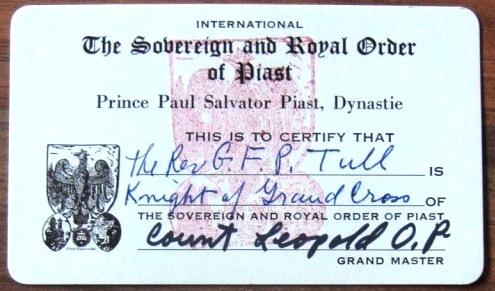 INTERNATIONAL
The Sovereign and Royal Order
of Piast
Prince Paul Salvator Piast, Dynastie
THIS IS TO CERTIFY THAT
The Rev G. F. P. Tull IS
Knight of Grand Cross OF
THE SOVEREIGN AND ROYAL ORDER OF PIAST
Count Leopold O.P.
GRAND MASTER